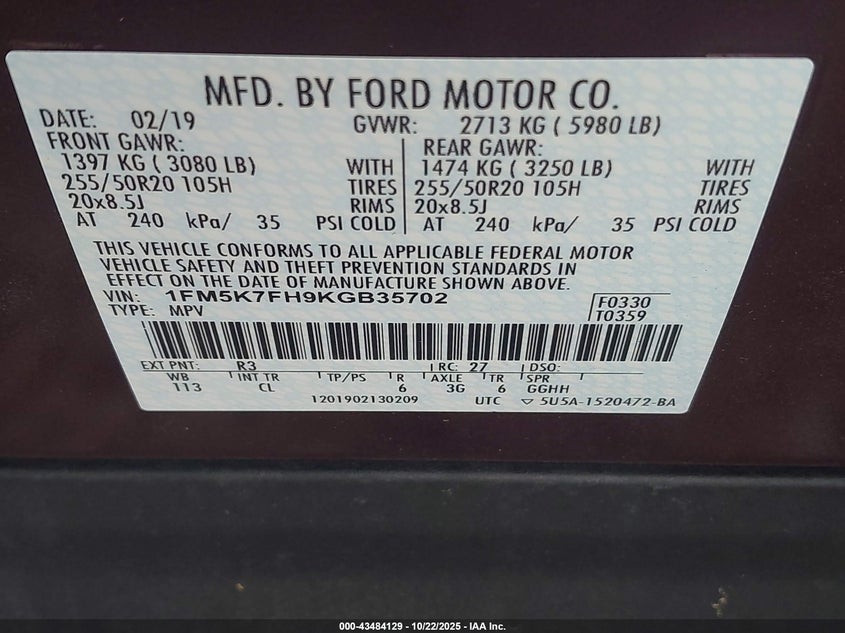 MFD. BY FORD MOTOR CO.
DATE: 02/19 GVWR: 2713 KG ( 5980 LB)
FRONT GAWR: REAR GAWR:
1397 KG ( 3080 LB) WITH 1474 KG ( 3250 LB) WITH
255/50R20 105H TIRES 255/50R20 105H TIRES
20x8.5J RIMS 20x8.5J RIMS
AT 240 kPa/ 35 PSI COLD AT 240 kPa/ 35 PSI COLD
THIS VEHICLE CONFORMS TO ALL APPLICABLE FEDERAL MOTOR
VEHICLE SAFETY AND THEFT PREVENTION STANDARDS IN
EFFECT ON THE DATE OF MANUFACTURE SHOWN ABOVE.
VIN: 1FM5K7FH9KGB35702 F0330
TYPE: MPV T0359
EXT PNT: R3 RC: 27 DSO:
WB INT TR TP/PS R AXLE TR SPR
113 CL 6 3G 6 GGHH
1201902130209 UTC ▽ 5U5A-1520472-BA
000-43484129 - 10/22/2025 - IAA Inc.